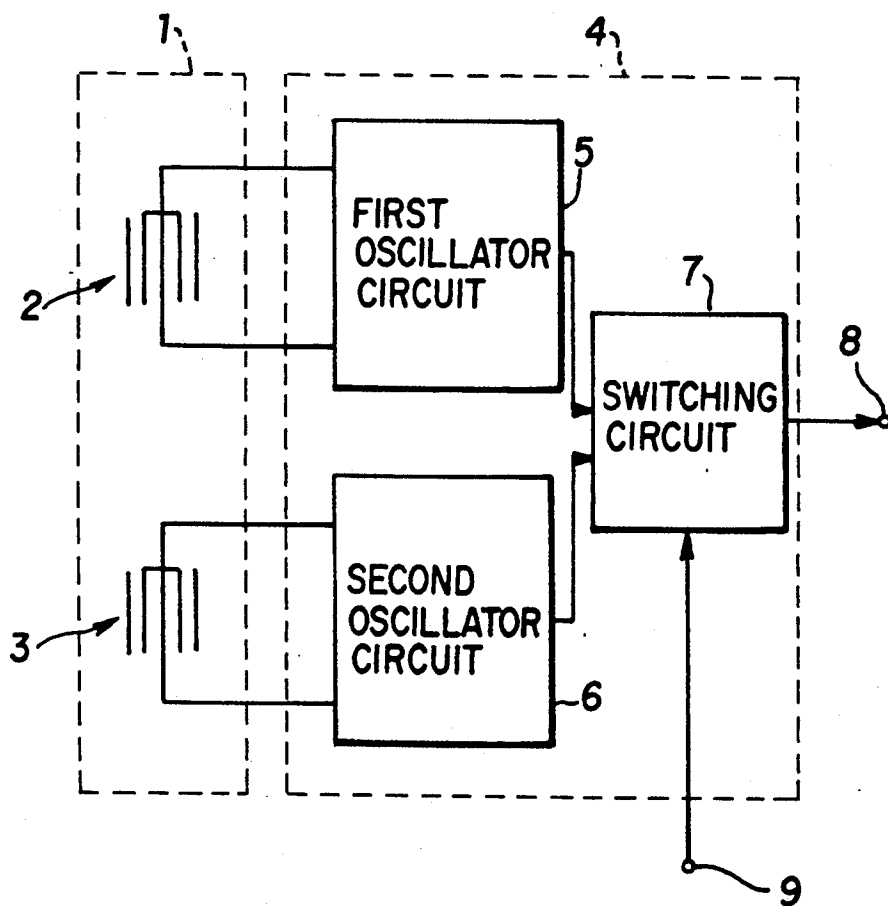 1
4
5
FIRST
OSCILLATOR
CIRCUIT
2
7
8
SWITCHING
CIRCUIT
3
SECOND
OSCILLATOR
CIRCUIT
6
9